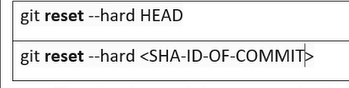 git reset --hard HEAD
git reset --hard <SHA-ID-OF-COMMIT>